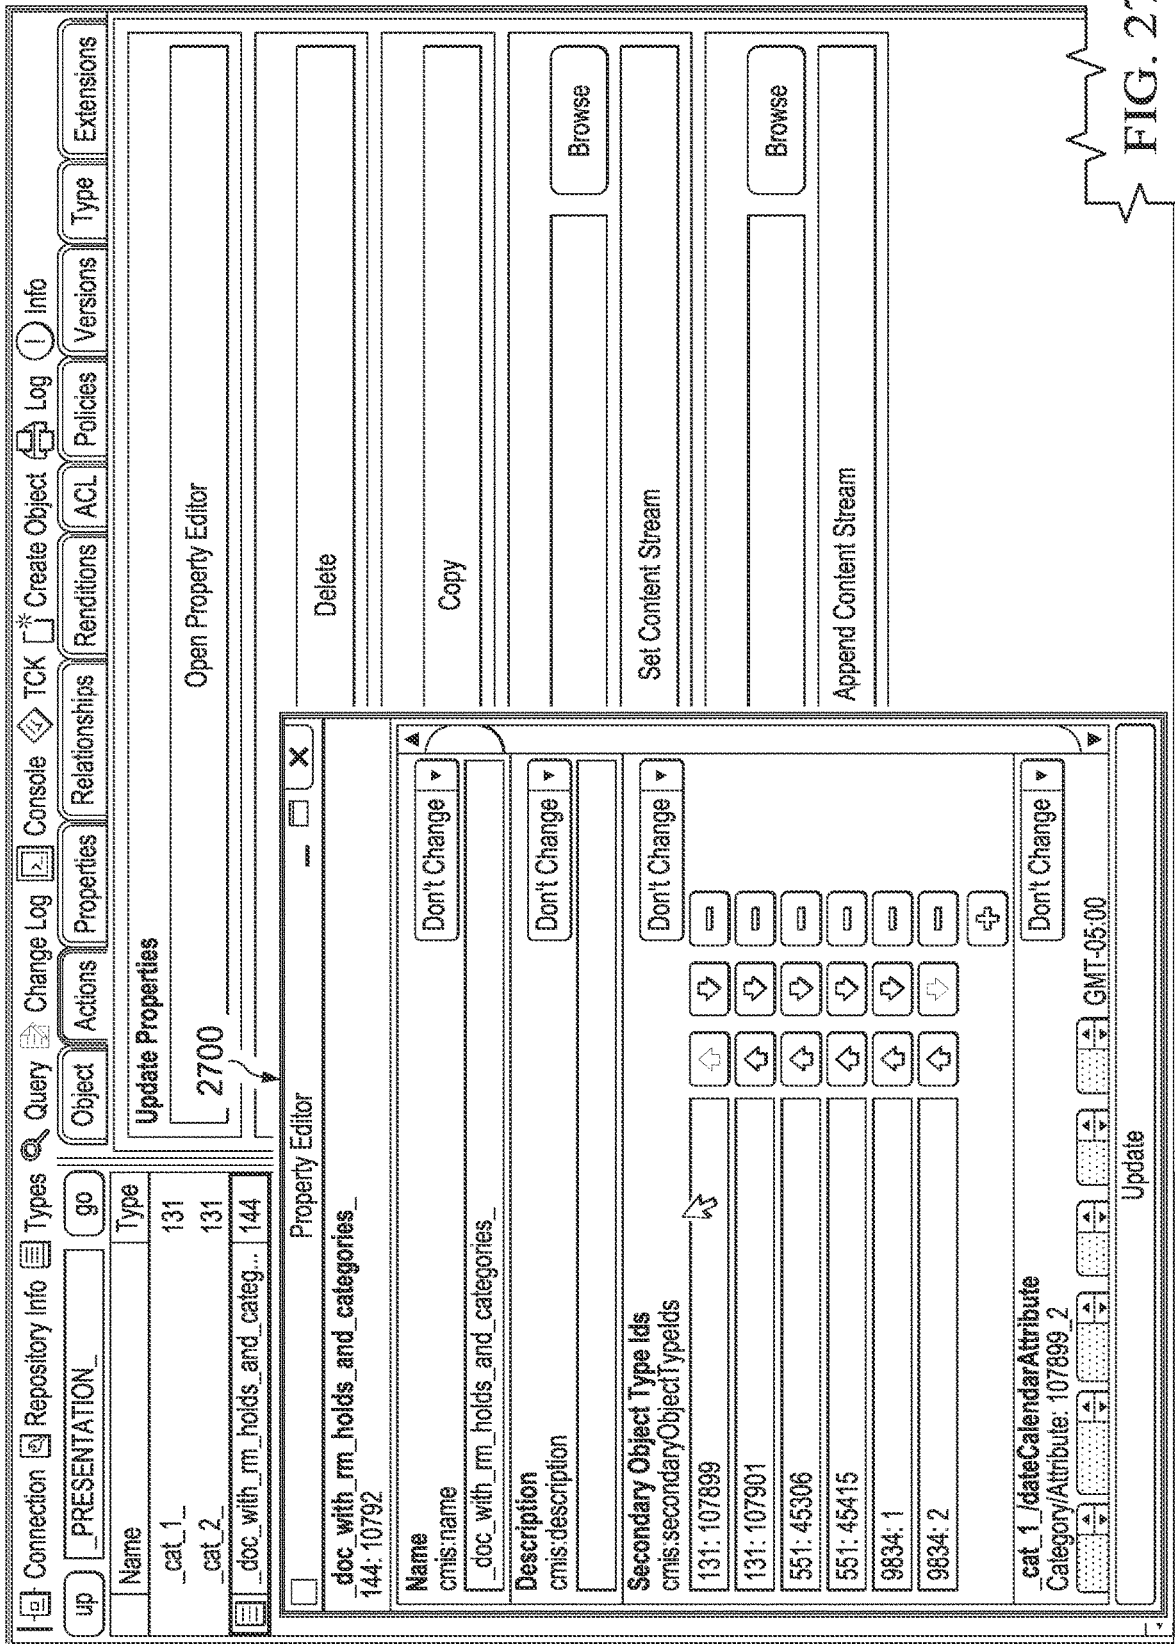 Connection Repository Info Types Query Change Log Console TCK Create Object Log Info
up _PRESENTATION_ go
Name Type
_cat_1_ 131
_cat_2_ 131
_doc_with_rm_holds_and_categ... 144
Object Actions Properties Relationships Renditions ACL Policies Versions Type Extensions
Update Properties
Open Property Editor
2700
Delete
Copy
Browse
Set Content Stream
Browse
Append Content Stream
Property Editor
_doc_with_rm_holds_and_categories_
144: 10792
Name
cmis:name
Don't Change
_doc_with_rm_holds_and_categories_
Description
cmis:description
Don't Change
Secondary Object Type Ids
cmis:secondaryObjectTypeIds
Don't Change
131: 107899
131: 107901
551: 45306
551: 45415
9834: 1
9834: 2
_cat_1_/dateCalendarAttribute
Category/Attribute: 107899_2
Don't Change
GMT-05:00
Update
FIG. 27